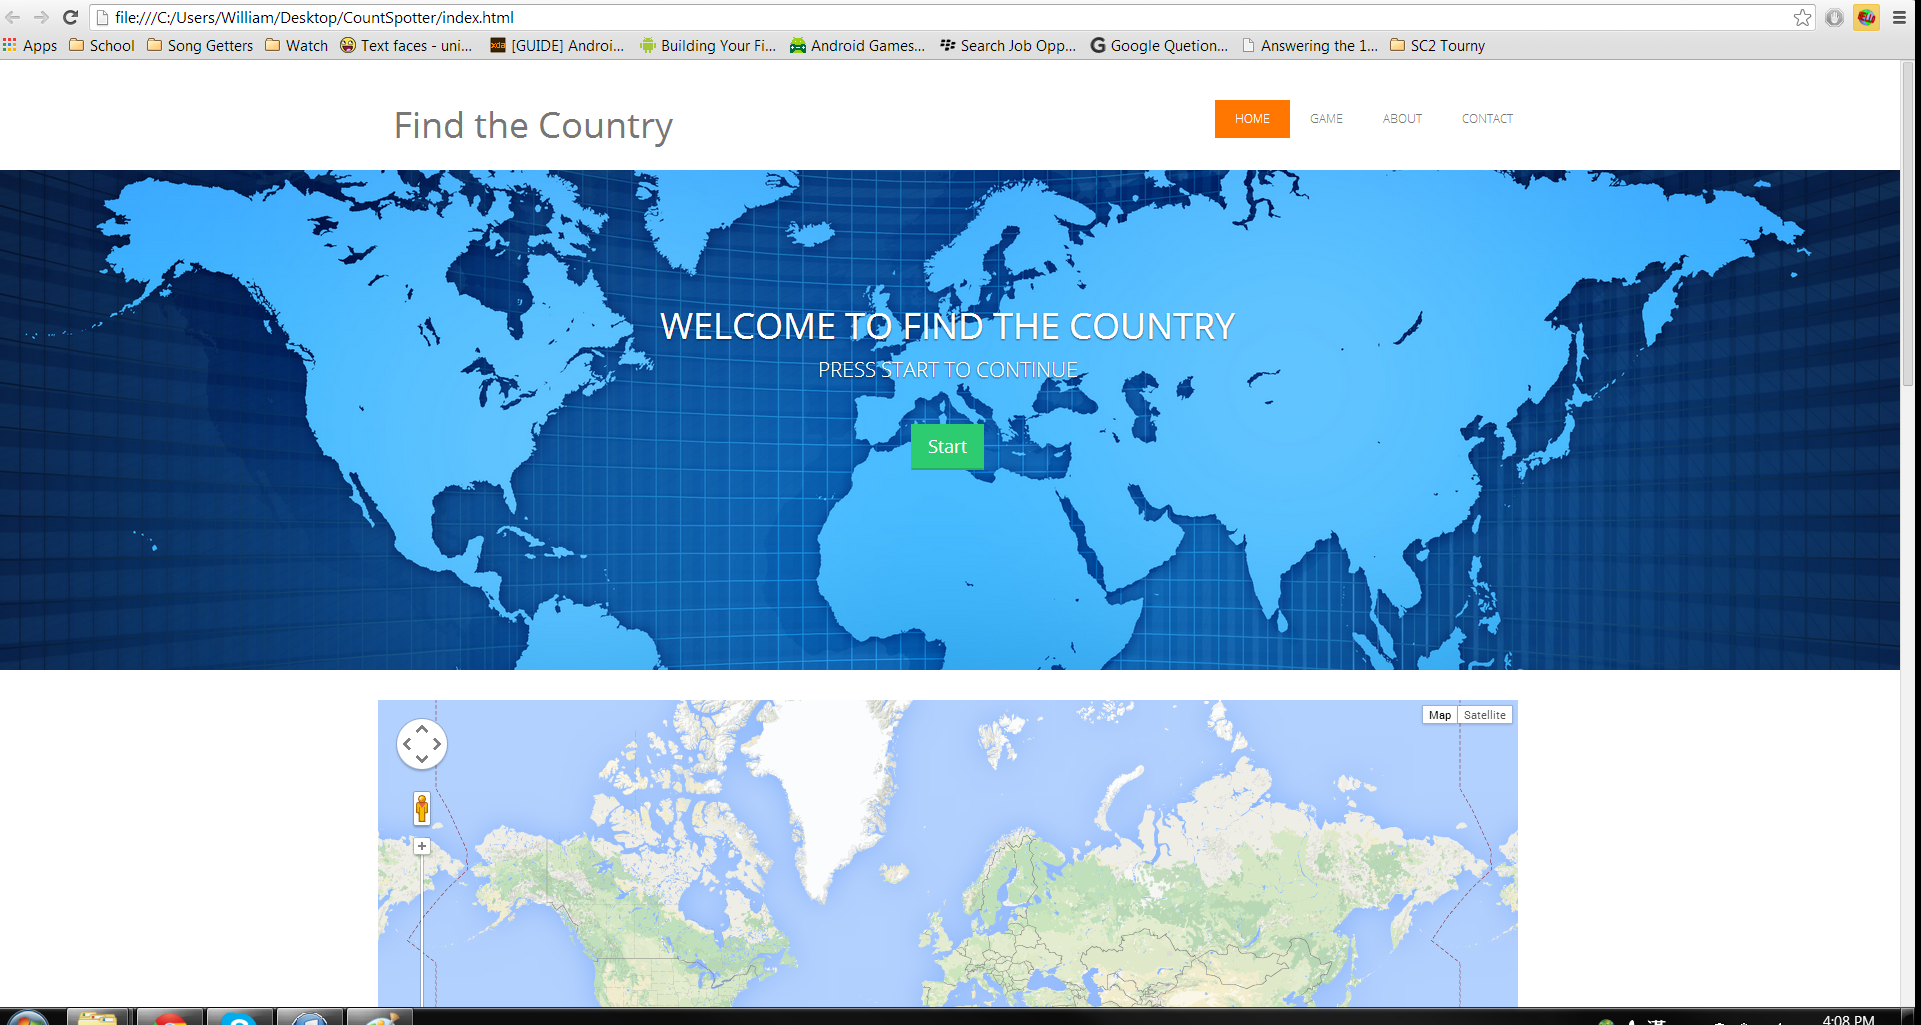 file:///C:/Users/William/Desktop/CountSpotter/index.html
Apps School Song Getters Watch Text faces - uni... [GUIDE] Androi... Building Your Fi... Android Games... Search Job Opp... Google Quetion... Answering the 1... SC2 Tourny
Find the Country
HOME GAME ABOUT CONTACT
WELCOME TO FIND THE COUNTRY
PRESS START TO CONTINUE
Start
Map Satellite
4:08 PM